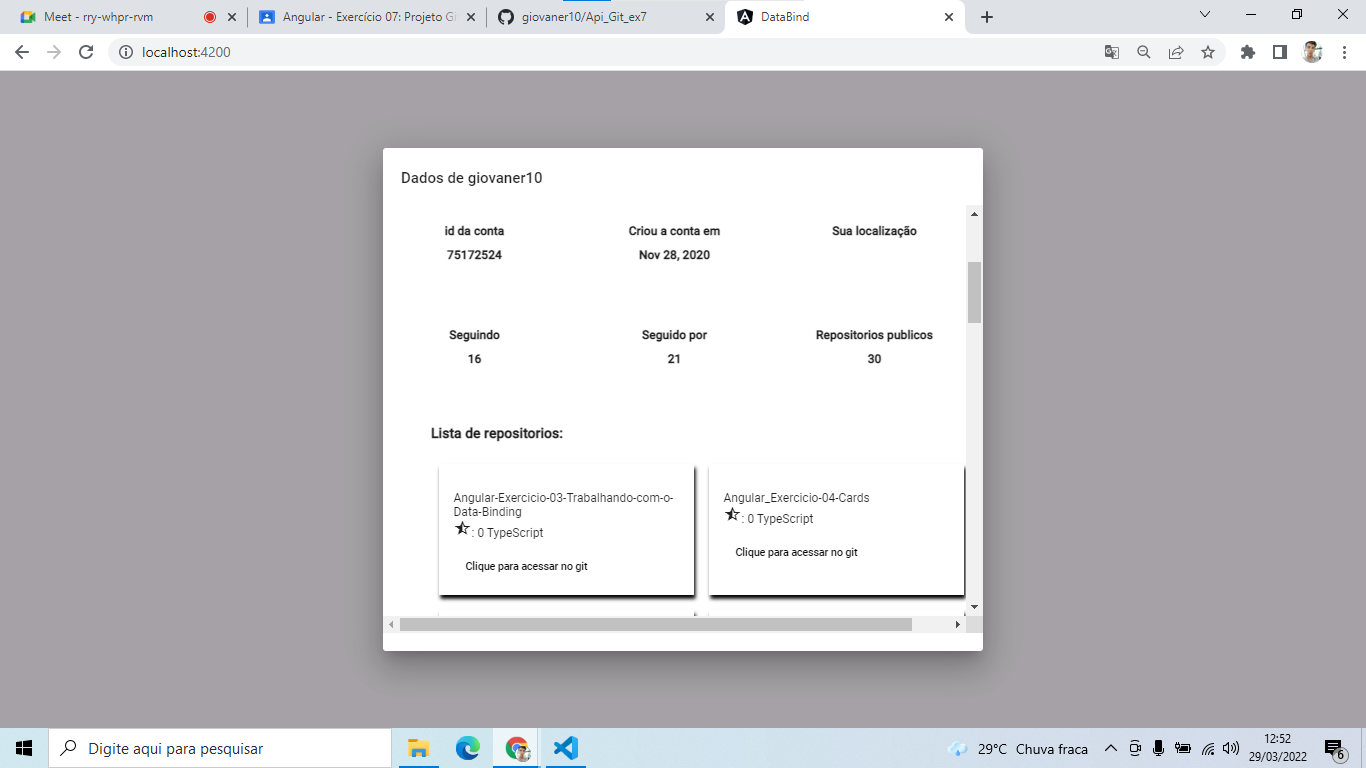 Meet - rry-whpr-rvm
Angular - Exercício 07: Projeto Gi
giovaner10/Api_Git_ex7
DataBind
localhost:4200
Dados de giovaner10
id da conta
Criou a conta em
Sua localização
75172524
Nov 28, 2020
Seguindo
Seguido por
Repositorios publicos
16
21
30
Lista de repositorios:
Angular-Exercicio-03-Trabalhando-com-o-
Data-Binding
: 0 TypeScript
Clique para acessar no git
Angular_Exercicio-04-Cards
: 0 TypeScript
Clique para acessar no git
Digite aqui para pesquisar
29°C Chuva fraca
12:52
29/03/2022
6